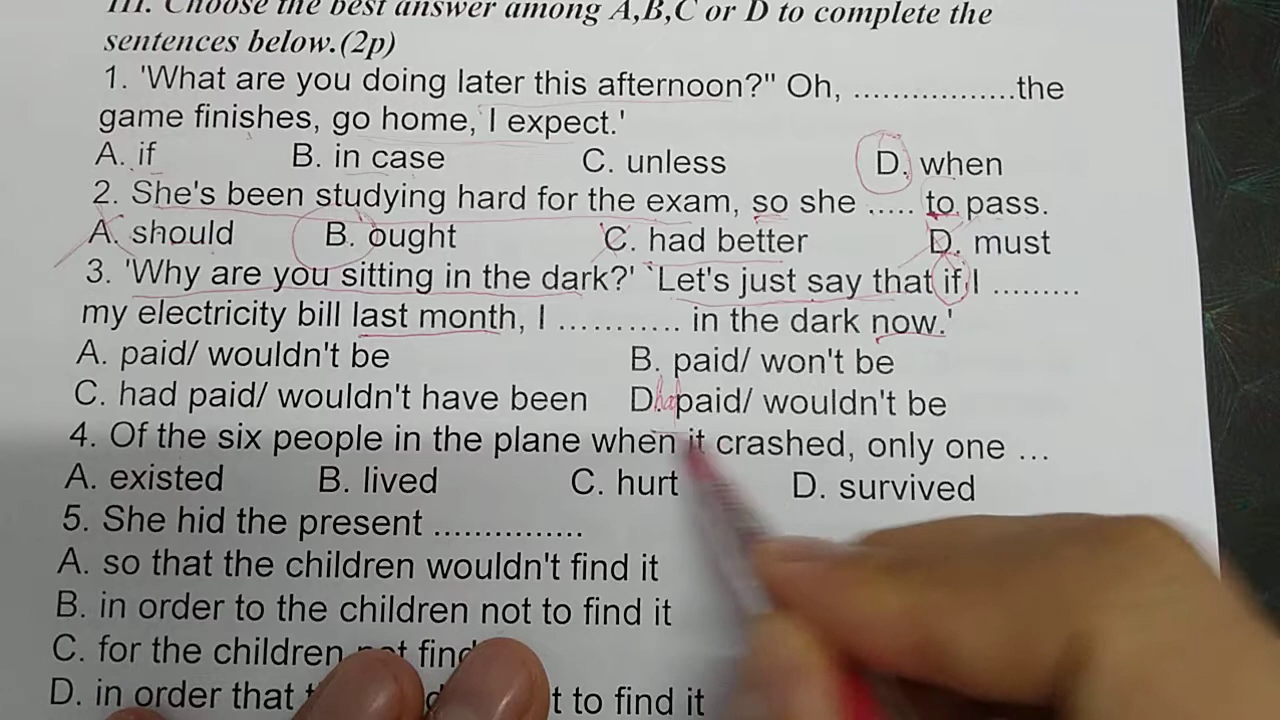 III. Choose the best answer among A,B,C or D to complete the
sentences below.(2p)
1. 'What are you doing later this afternoon?" Oh, .................the
game finishes, go home, I expect.'
A. if B. in case C. unless D. when
2. She's been studying hard for the exam, so she ..... to pass.
A. should B. ought C. had better D. must
3. 'Why are you sitting in the dark?' `Let's just say that if I .........
my electricity bill last month, I ............ in the dark now.'
A. paid/ wouldn't be B. paid/ won't be
C. had paid/ wouldn't have been D. had paid/ wouldn't be
4. Of the six people in the plane when it crashed, only one ...
A. existed B. lived C. hurt D. survived
5. She hid the present ...............
A. so that the children wouldn't find it
B. in order to the children not to find it
C. for the children find
D. in order that to find it